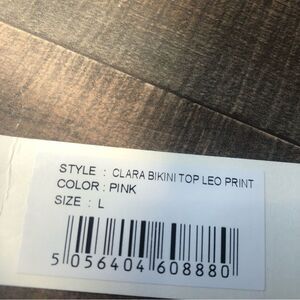 STYLE : CLARA BIKINI TOP LEO PRINT
COLOR : PINK
SIZE : L
5 056404 608880